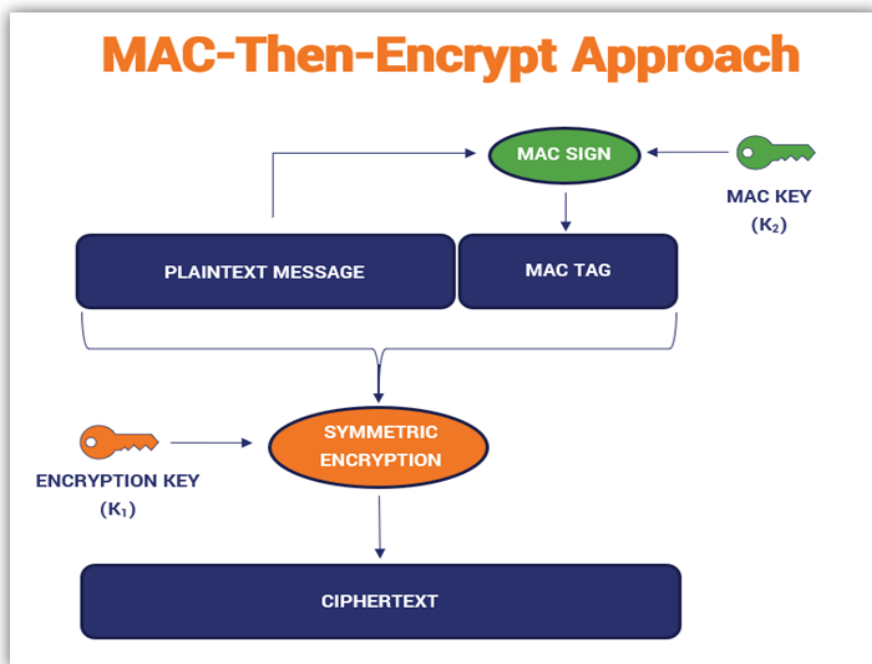 MAC-Then-Encrypt Approach
MAC SIGN
MAC KEY
(K₂)
PLAINTEXT MESSAGE
MAC TAG
SYMMETRIC
ENCRYPTION
ENCRYPTION KEY
(K₁)
CIPHERTEXT